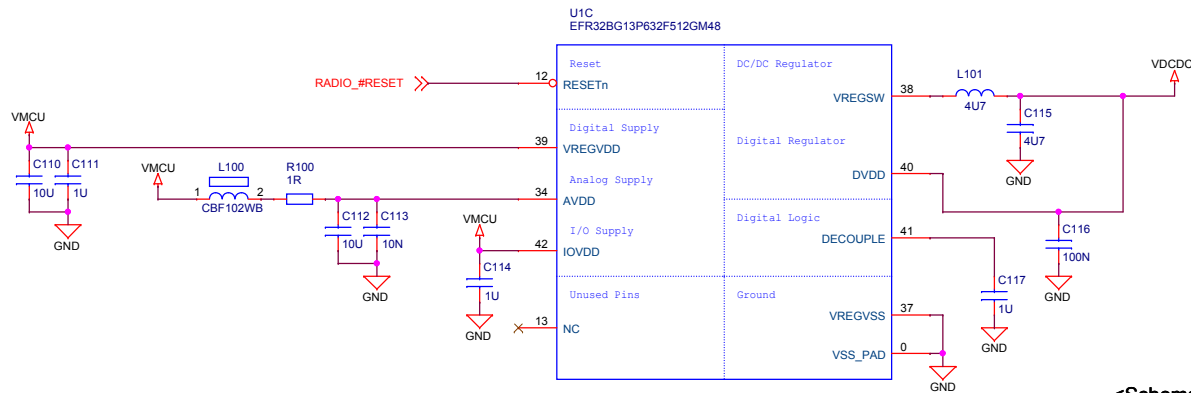 U1C
EFR32BG13P632F512GM48
Reset
DC/DC Regulator
RADIO_#RESET
12
RESETn
VREGSW
38
L101
4U7
VDCDC
C115
4U7
VMCU
Digital Supply
39
VREGVDD
Digital Regulator
C110
C111
10U
1U
GND
VMCU
L100
1
2
CBF102WB
R100
1R
Analog Supply
34
AVDD
40
DVDD
GND
C112
C113
10U
10N
GND
VMCU
I/O Supply
42
IOVDD
Digital Logic
41
DECOUPLE
C116
100N
GND
C114
1U
GND
C117
1U
GND
Unused Pins
Ground
13
NC
37
VREGVSS
0
VSS_PAD
GND